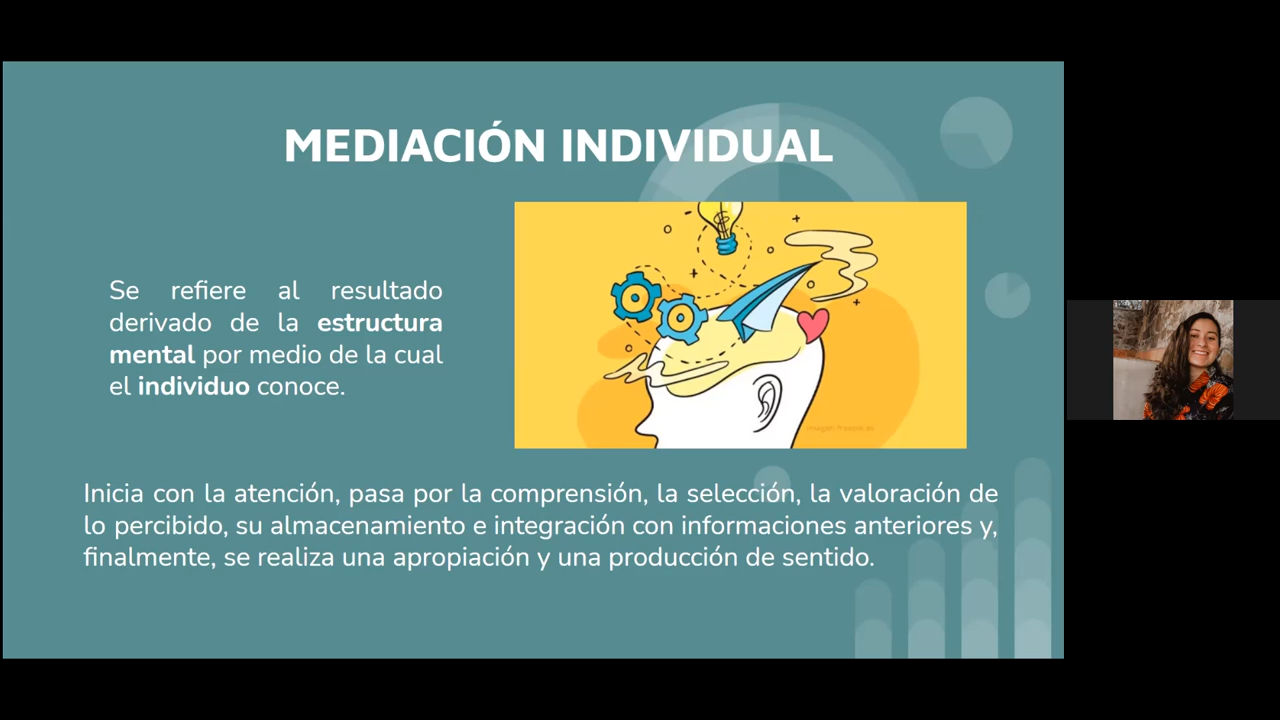 MEDIACIÓN INDIVIDUAL
Se refiere al resultado
derivado de la estructura
mental por medio de la cual
el individuo conoce.
Inicia con la atención, pasa por la comprensión, la selección, la valoración de
lo percibido, su almacenamiento e integración con informaciones anteriores y,
finalmente, se realiza una apropiación y una producción de sentido.